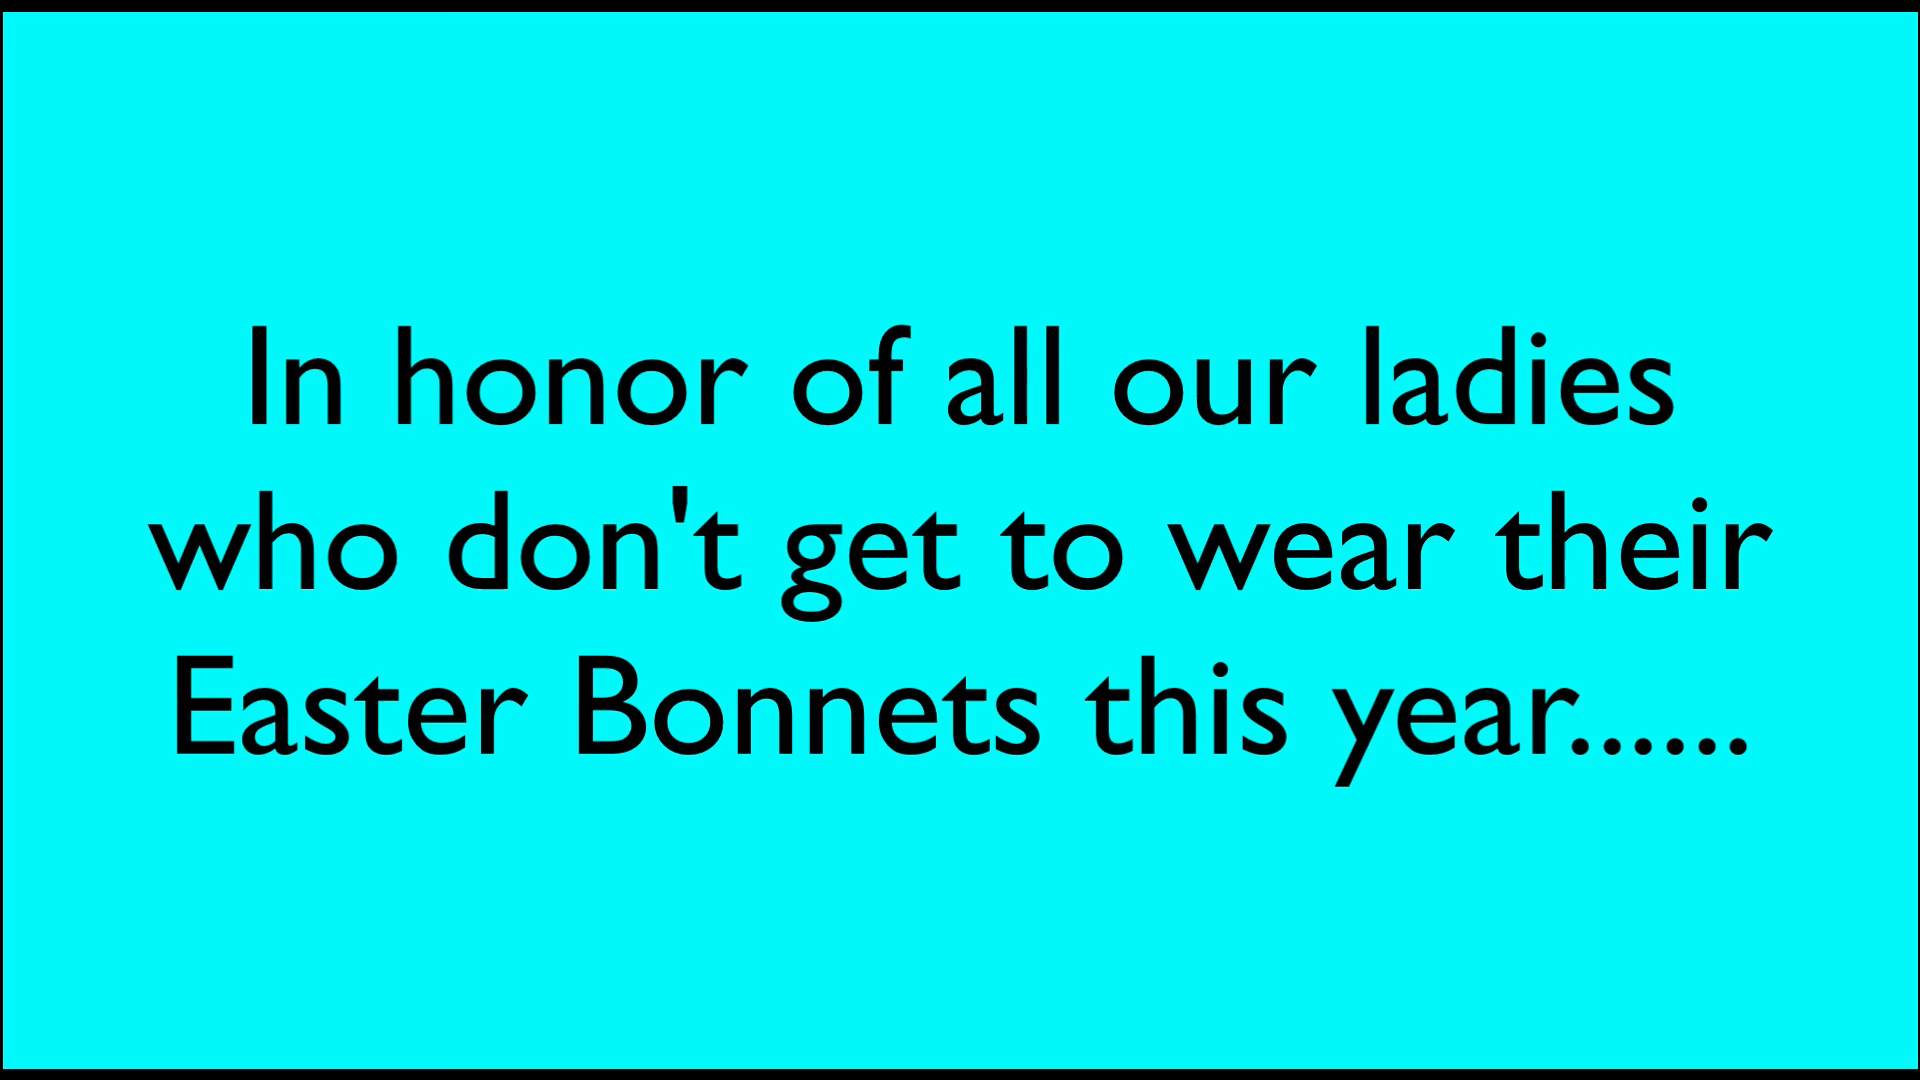 In honor of all our ladies
who don't get to wear their
Easter Bonnets this year......